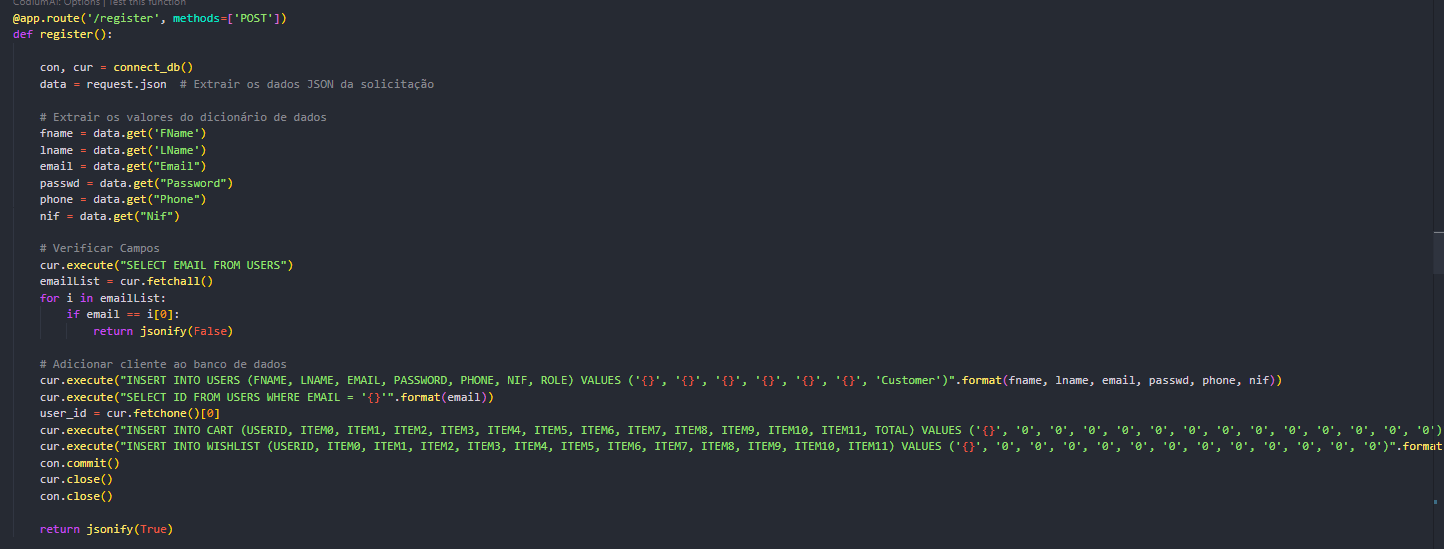 CodiumAI: Options | Test this function
@app.route('/register', methods=['POST'])
def register():
con, cur = connect_db()
data = request.json  # Extrair os dados JSON da solicitação
# Extrair os valores do dicionário de dados
fname = data.get('FName')
lname = data.get('LName')
email = data.get("Email")
passwd = data.get("Password")
phone = data.get("Phone")
nif = data.get("Nif")
# Verificar Campos
cur.execute("SELECT EMAIL FROM USERS")
emailList = cur.fetchall()
for i in emailList:
if email == i[0]:
return jsonify(False)
# Adicionar cliente ao banco de dados
cur.execute("INSERT INTO USERS (FNAME, LNAME, EMAIL, PASSWORD, PHONE, NIF, ROLE) VALUES ('{}', '{}', '{}', '{}', '{}', '{}', 'Customer')".format(fname, lname, email, passwd, phone, nif))
cur.execute("SELECT ID FROM USERS WHERE EMAIL = '{}'".format(email))
user_id = cur.fetchone()[0]
cur.execute("INSERT INTO CART (USERID, ITEM0, ITEM1, ITEM2, ITEM3, ITEM4, ITEM5, ITEM6, ITEM7, ITEM8, ITEM9, ITEM10, ITEM11, TOTAL) VALUES ('{}', '0', '0', '0', '0', '0', '0', '0', '0', '0', '0', '0', '0', '0')
cur.execute("INSERT INTO WISHLIST (USERID, ITEM0, ITEM1, ITEM2, ITEM3, ITEM4, ITEM5, ITEM6, ITEM7, ITEM8, ITEM9, ITEM10, ITEM11) VALUES ('{}', '0', '0', '0', '0', '0', '0', '0', '0', '0', '0', '0', '0')".format
con.commit()
cur.close()
con.close()
return jsonify(True)